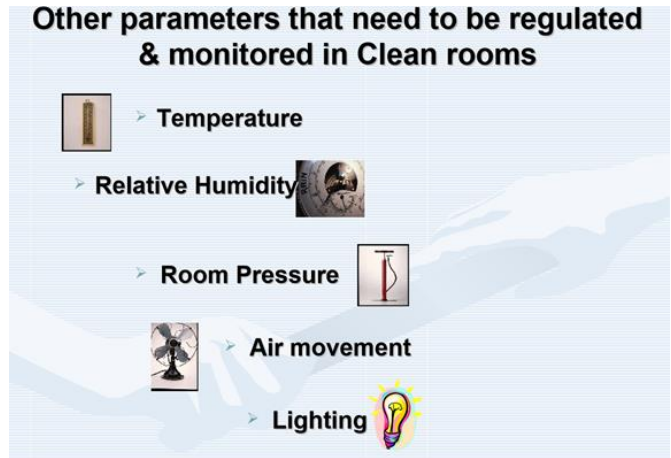 Other parameters that need to be regulated
& monitored in Clean rooms
Temperature
Relative Humidity
Room Pressure
Air movement
Lighting